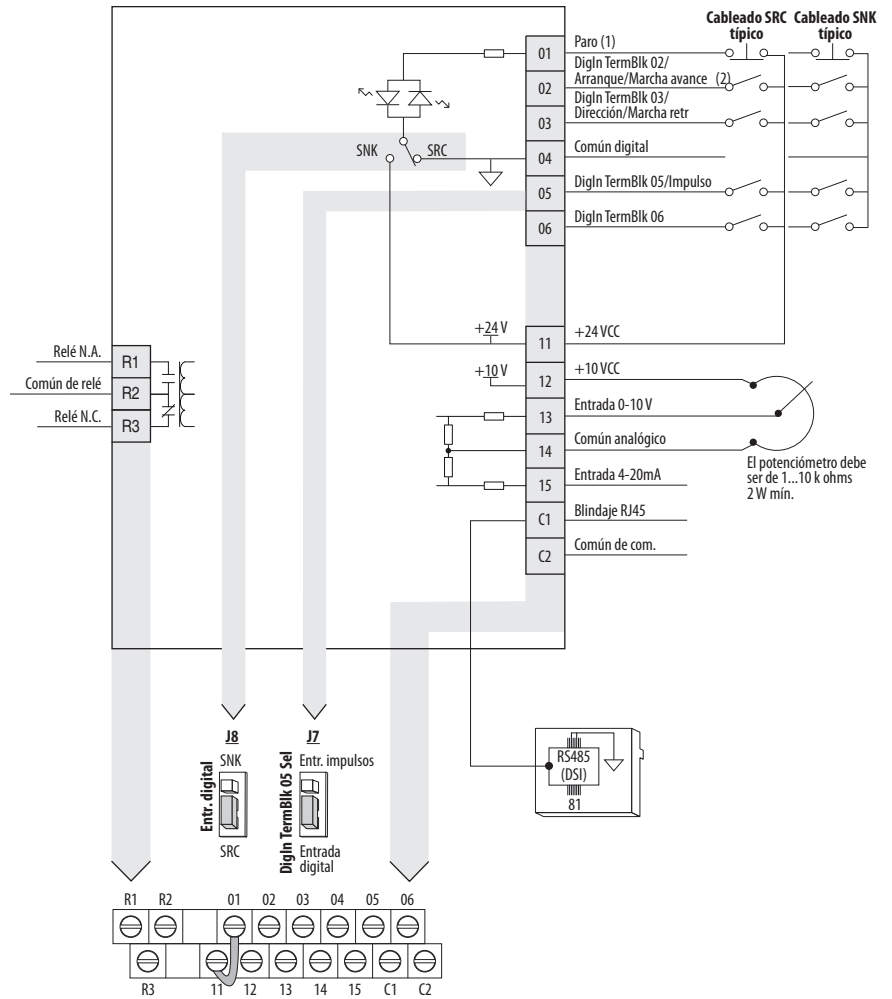 Cableado SRC típico
Cableado SNK típico
01
Paro (1)
02
DigIn TermBlk 02/
Arranque/Marcha avance (2)
03
DigIn TermBlk 03/
Dirección/Marcha retr
04
Común digital
05
DigIn TermBlk 05/Impulso
06
DigIn TermBlk 06
SNK
SRC
+24 V
11
+24 VCC
+10 V
12
+10 VCC
13
Entrada 0-10 V
14
Común analógico
15
Entrada 4-20mA
C1
Blindaje RJ45
C2
Común de com.
El potenciómetro debe
ser de 1...10 k ohms
2 W mín.
Relé N.A.
R1
Común de relé
R2
Relé N.C.
R3
J8
SNK
Entr. digital
SRC
J7
Entr. impulsos
DigIn TermBlk 05 Sel
Entrada
digital
RS485
(DSI)
81
R1 R2 01 02 03 04 05 06
R3 11 12 13 14 15 C1 C2